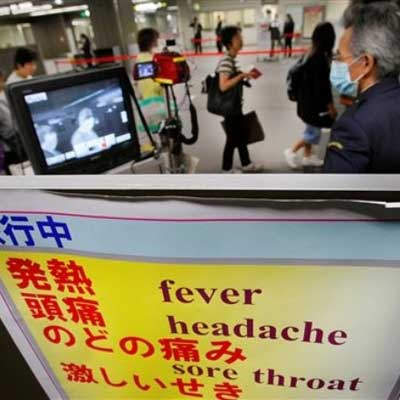 行中
発熱 fever
頭痛 headache
のどの痛み sore throat
激しいせき